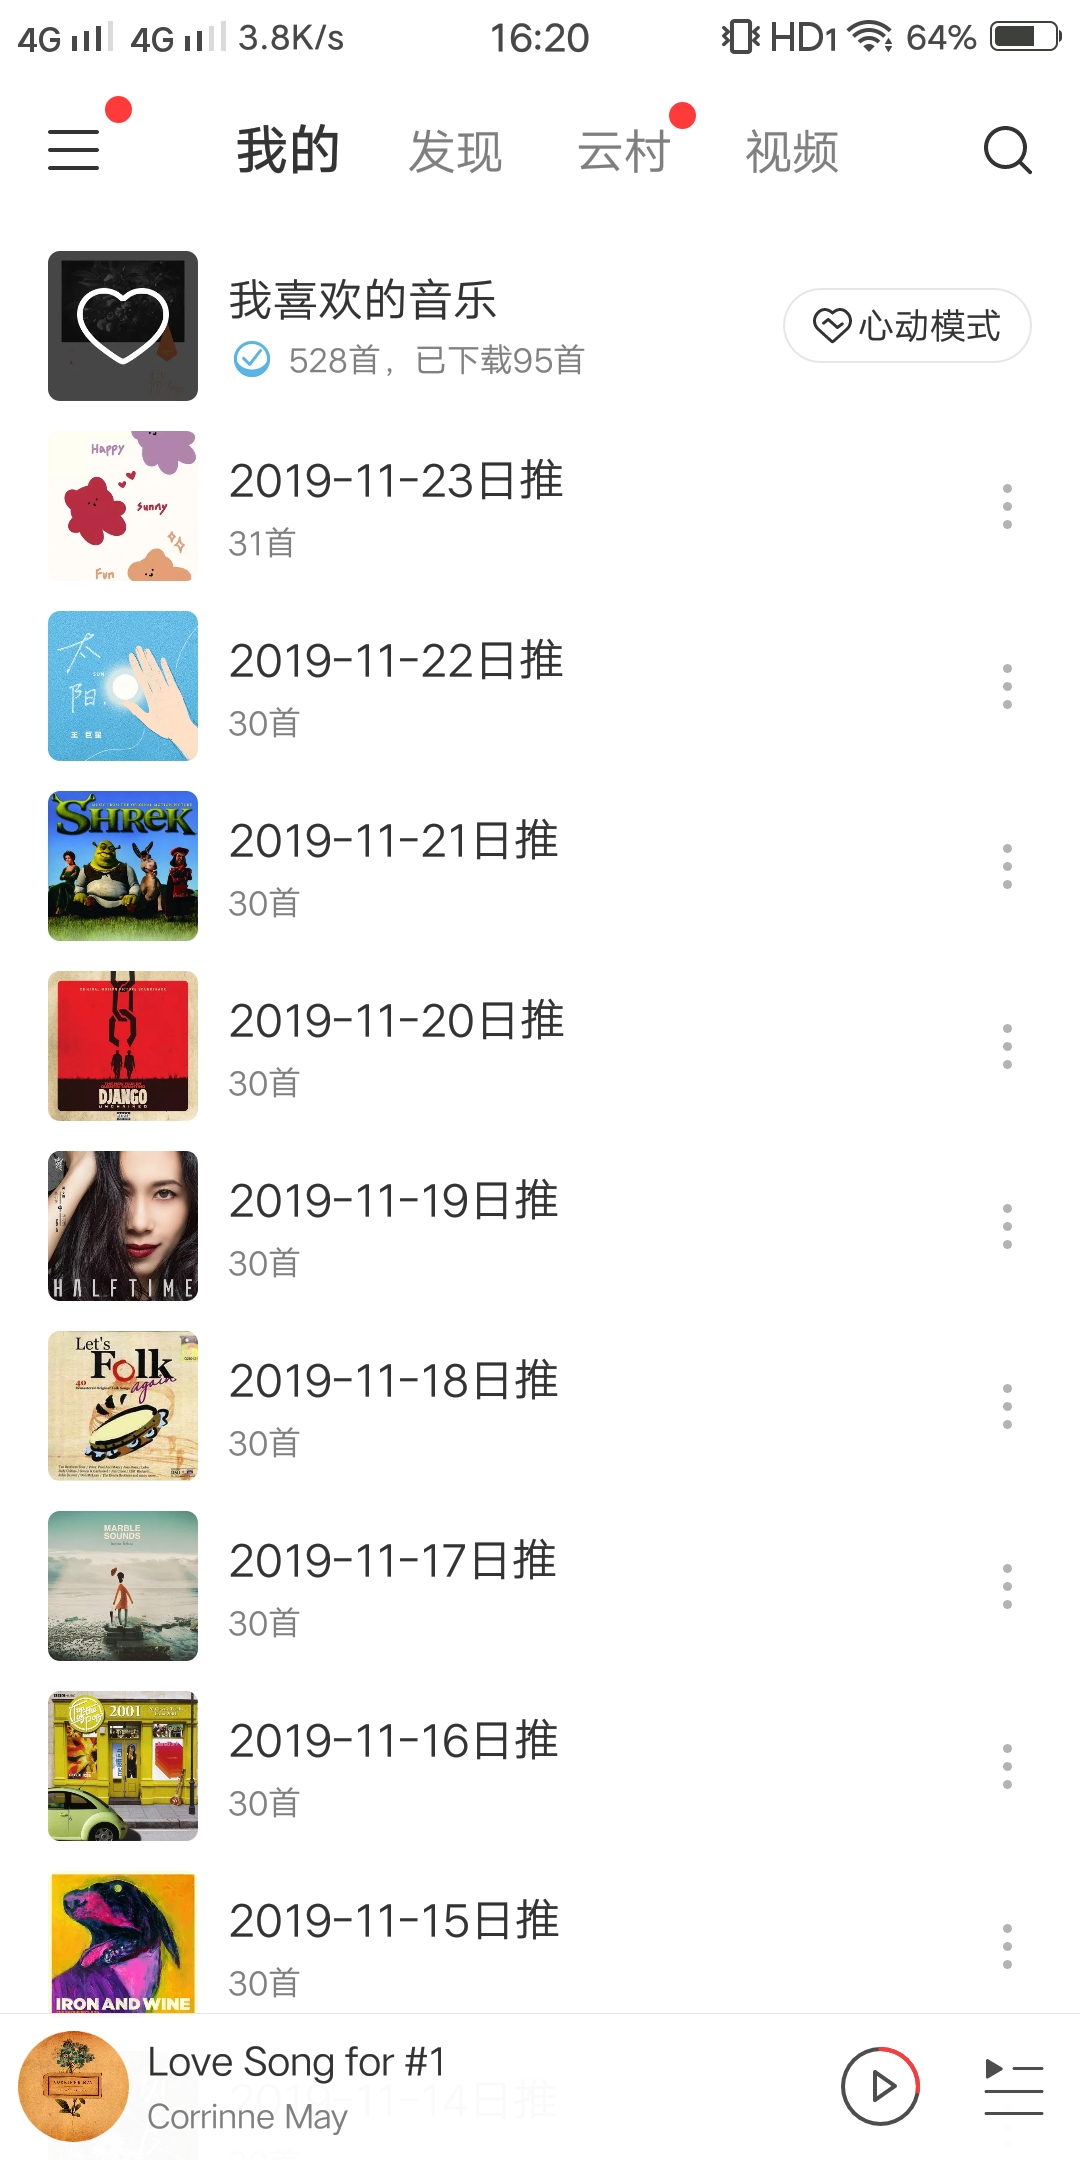 4G 4G 3.8K/s 16:20 HD1 64%
我的 发现 云村 视频
我喜欢的音乐
528首，已下载95首
心动模式
Happy
Sunny
Fun
2019-11-23日推
31首
太阳
SUN
王巨星
2019-11-22日推
30首
SHREK
2019-11-21日推
30首
DJANGO
UNCHAINED
2019-11-20日推
30首
HALFTIME
2019-11-19日推
30首
Let's
Folk
again
40
2019-11-18日推
30首
MARBLE
SOUNDS
2019-11-17日推
30首
2001
2019-11-16日推
30首
IRON AND WINE
2019-11-15日推
30首
Love Song for #1
Corrinne May
2019-11-14日推
30首